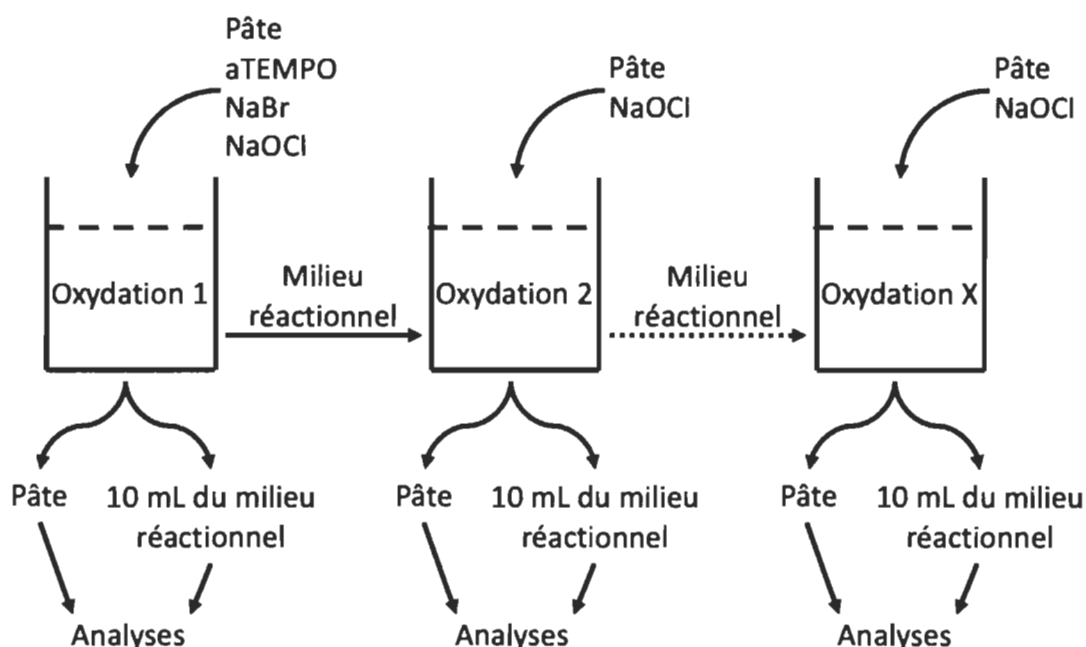 Pâte
aTEMPO
NaBr
NaOCl
Pâte
NaOCl
Pâte
NaOCl
Oxydation 1
Milieu
réactionnel
Oxydation 2
Milieu
réactionnel
Oxydation X
Pâte
10 mL du milieu
réactionnel
Pâte
10 mL du milieu
réactionnel
Pâte
10 mL du milieu
réactionnel
Analyses
Analyses
Analyses